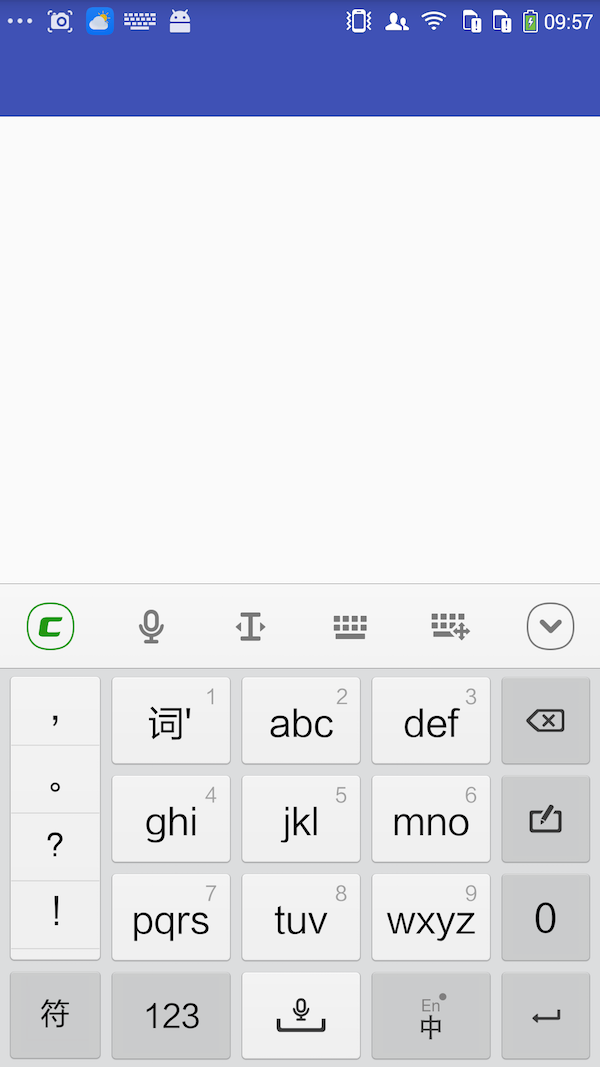 09:57
,
。
?
!
词' 1
abc 2
def 3
ghi 4
jkl 5
mno 6
pqrs 7
tuv 8
wxyz 9
0
符
123
En
中